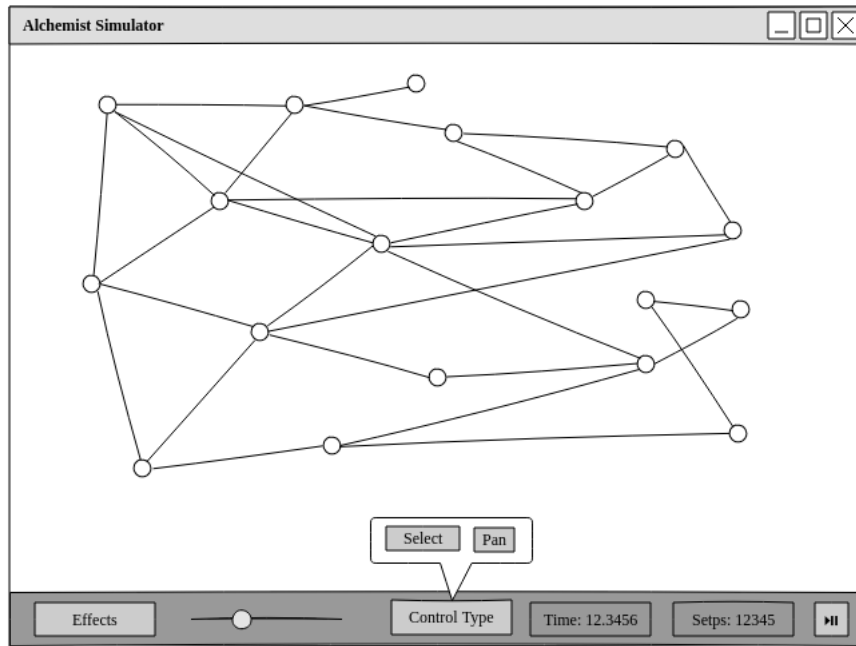 Alchemist Simulator
Select
Pan
Effects
Control Type
Time: 12.3456
Setps: 12345